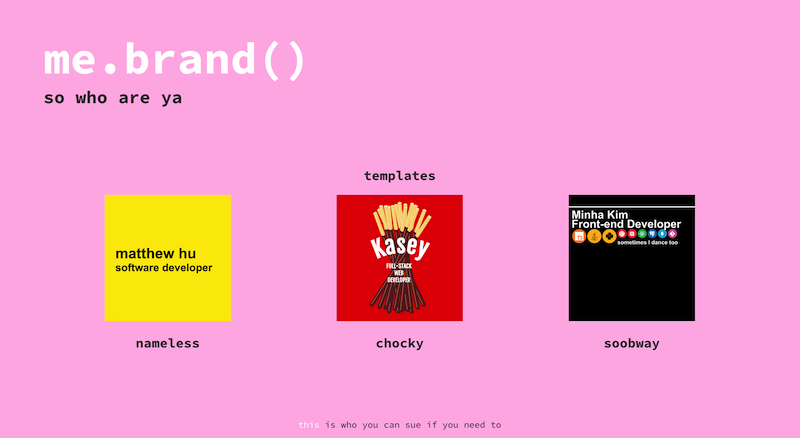 me.brand()
so who are ya
templates
matthew hu
software developer
Kasey
FULL-STACK
WEB
DEVELOPER
Minha Kim
Front-end Developer
sometimes I dance too
nameless
chocky
soobway
this is who you can sue if you need to